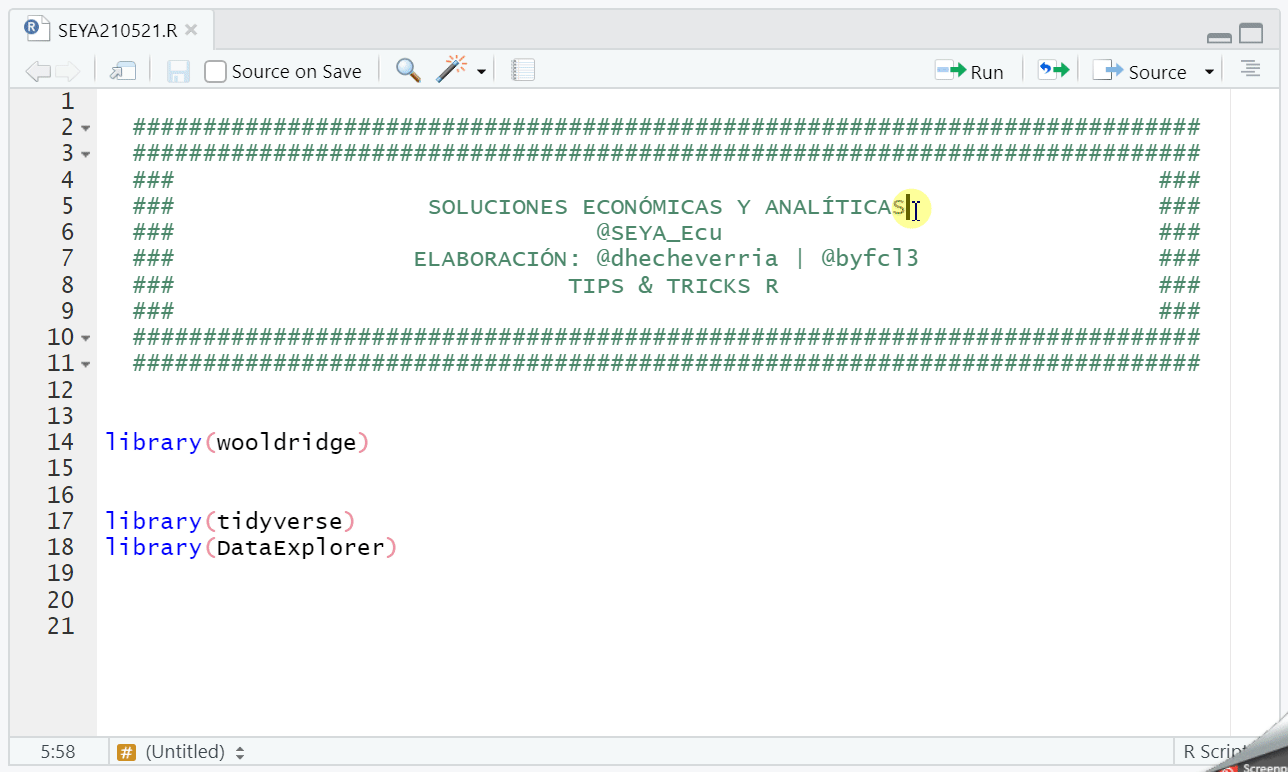 SEYA210521.R
Source on Save
Run
Source
1
2 ############################################################################
3 ############################################################################
4 ### ###
5 ### SOLUCIONES ECONÓMICAS Y ANALÍTICAS ###
6 ### @SEYA_Ecu ###
7 ### ELABORACIÓN: @dhecheverria | @byfcl3 ###
8 ### TIPS & TRICKS R ###
9 ### ###
10 ############################################################################
11 ############################################################################
12
13
14 library(wooldridge)
15
16
17 library(tidyverse)
18 library(DataExplorer)
19
20
21
5:58 # (Untitled) R Script